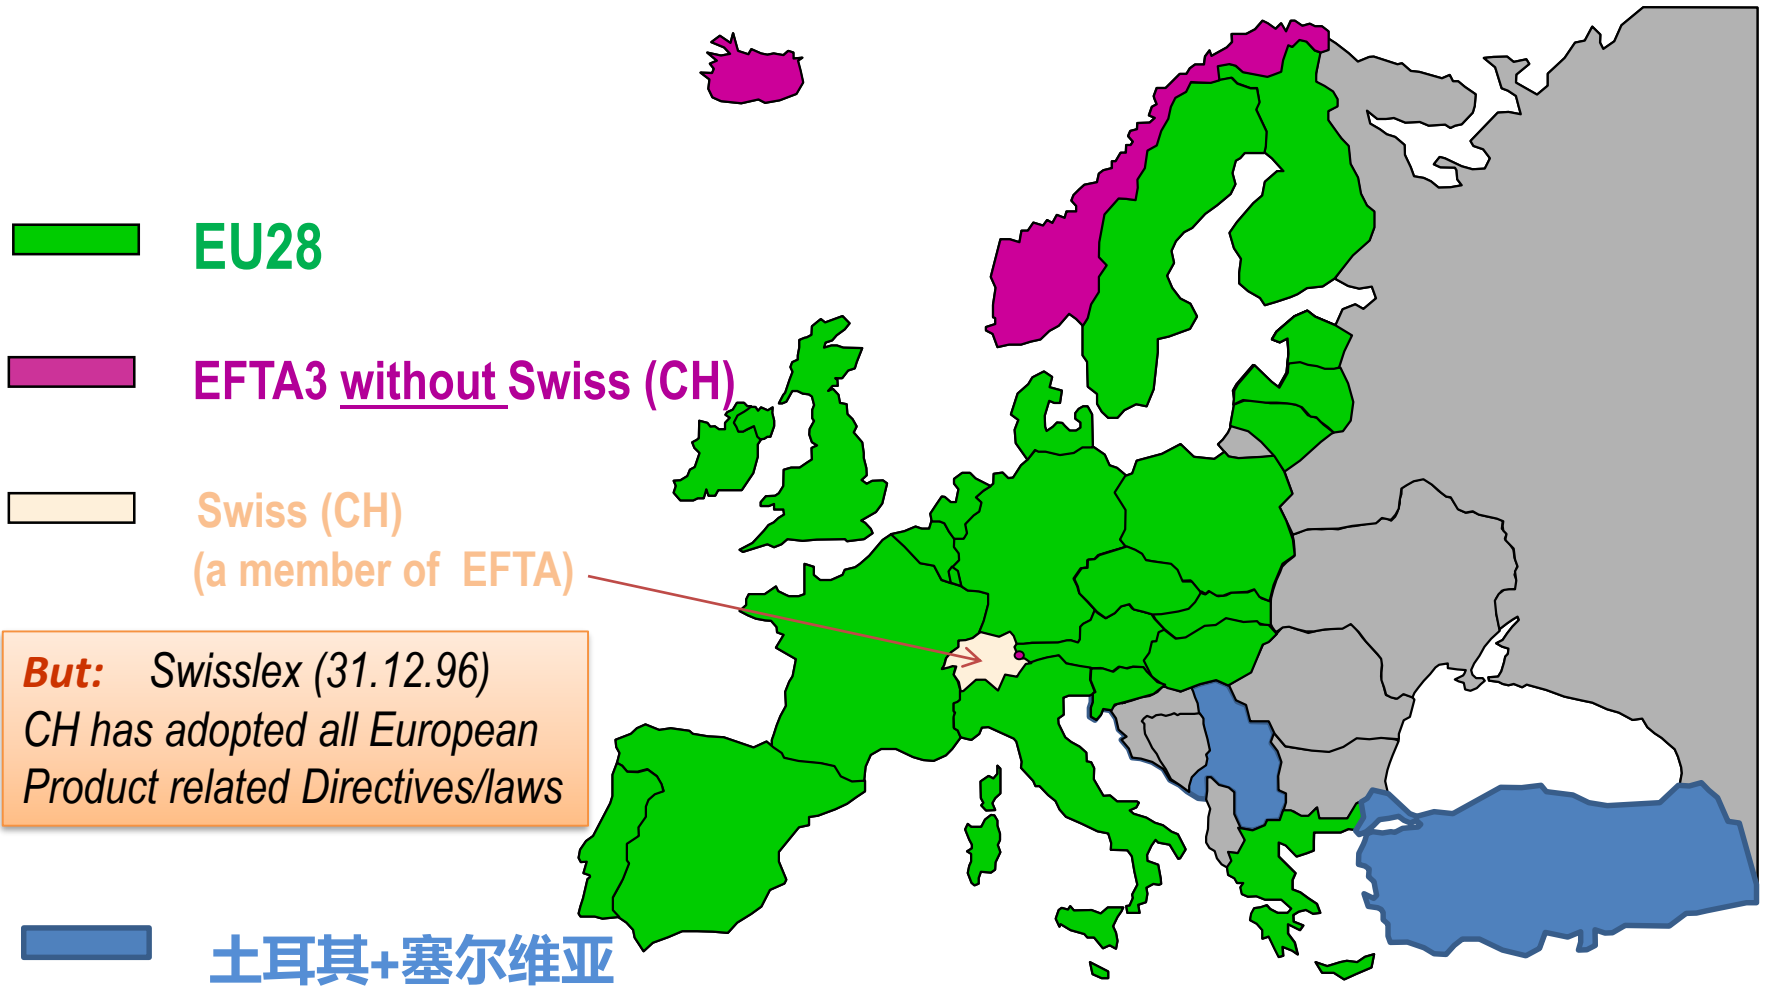 EU28
EFTA3 without Swiss (CH)
Swiss (CH)
(a member of EFTA)
But: Swisslex (31.12.96)
CH has adopted all European
Product related Directives/laws
土耳其+塞尔维亚